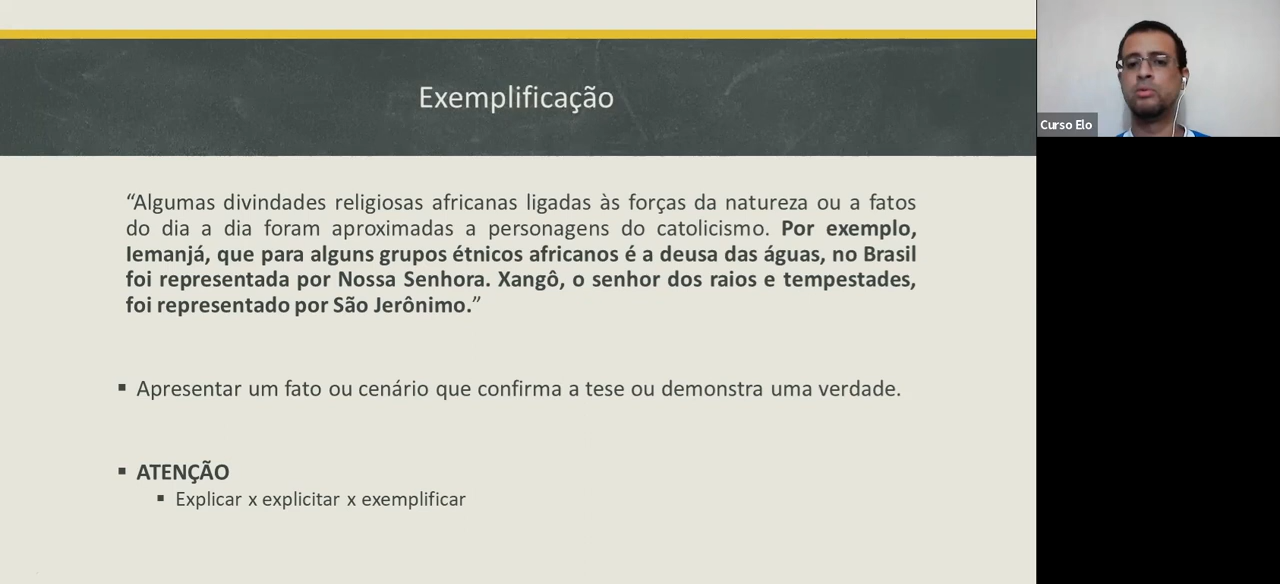 Exemplificação
Curso Elo
“Algumas divindades religiosas africanas ligadas às forças da natureza ou a fatos
do dia a dia foram aproximadas a personagens do catolicismo. Por exemplo,
Iemanjá, que para alguns grupos étnicos africanos é a deusa das águas, no Brasil
foi representada por Nossa Senhora. Xangô, o senhor dos raios e tempestades,
foi representado por São Jerônimo.”
▪ Apresentar um fato ou cenário que confirma a tese ou demonstra uma verdade.
▪ ATENÇÃO
▪ Explicar x explicitar x exemplificar